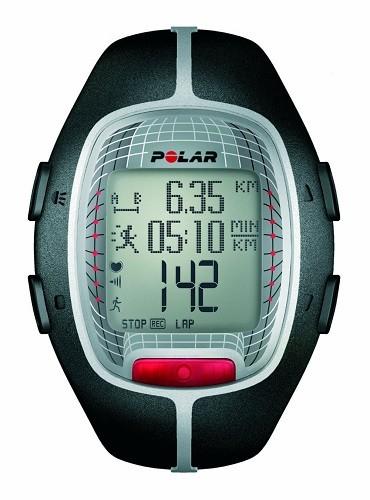 POLAR
A B 6.35 KM
05:10 MIN
KM
142
STOP REC LAP